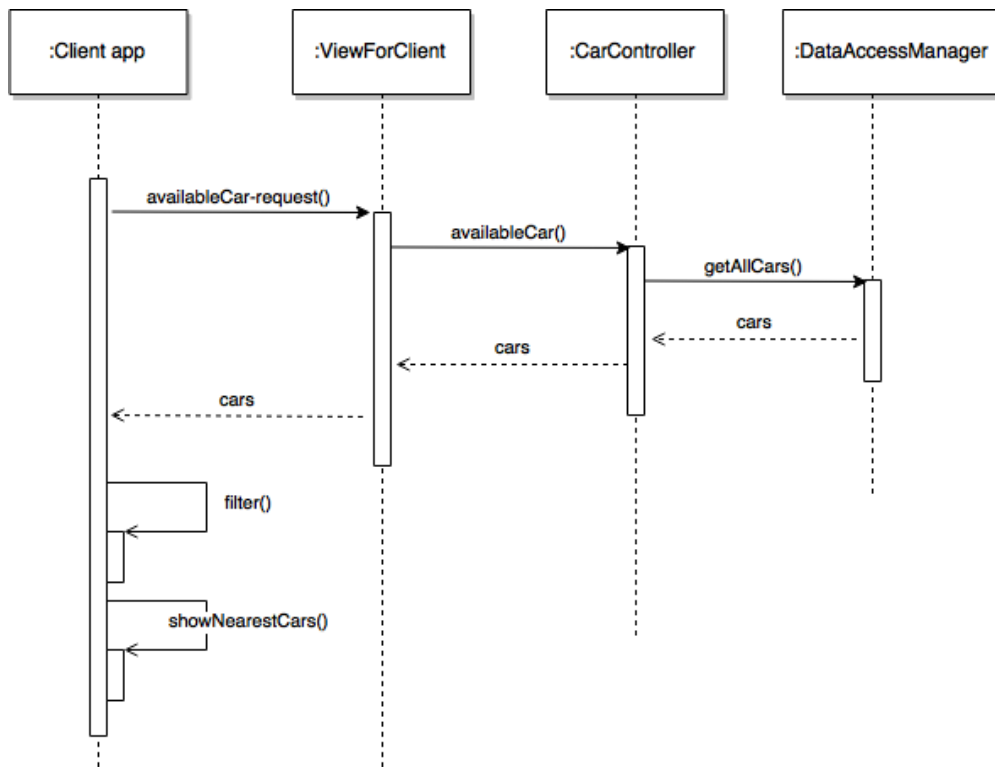 :Client app
:ViewForClient
:CarController
:DataAccessManager
availableCar-request()
availableCar()
getAllCars()
cars
cars
cars
filter()
showNearestCars()